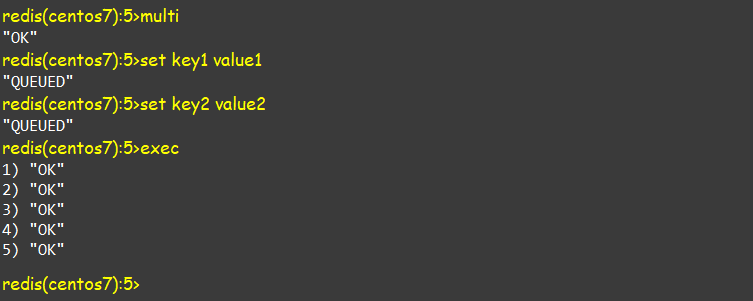 redis(centos7):5>multi
"OK"
redis(centos7):5>set key1 value1
"QUEUED"
redis(centos7):5>set key2 value2
"QUEUED"
redis(centos7):5>exec
1) "OK"
2) "OK"
3) "OK"
4) "OK"
5) "OK"
redis(centos7):5>